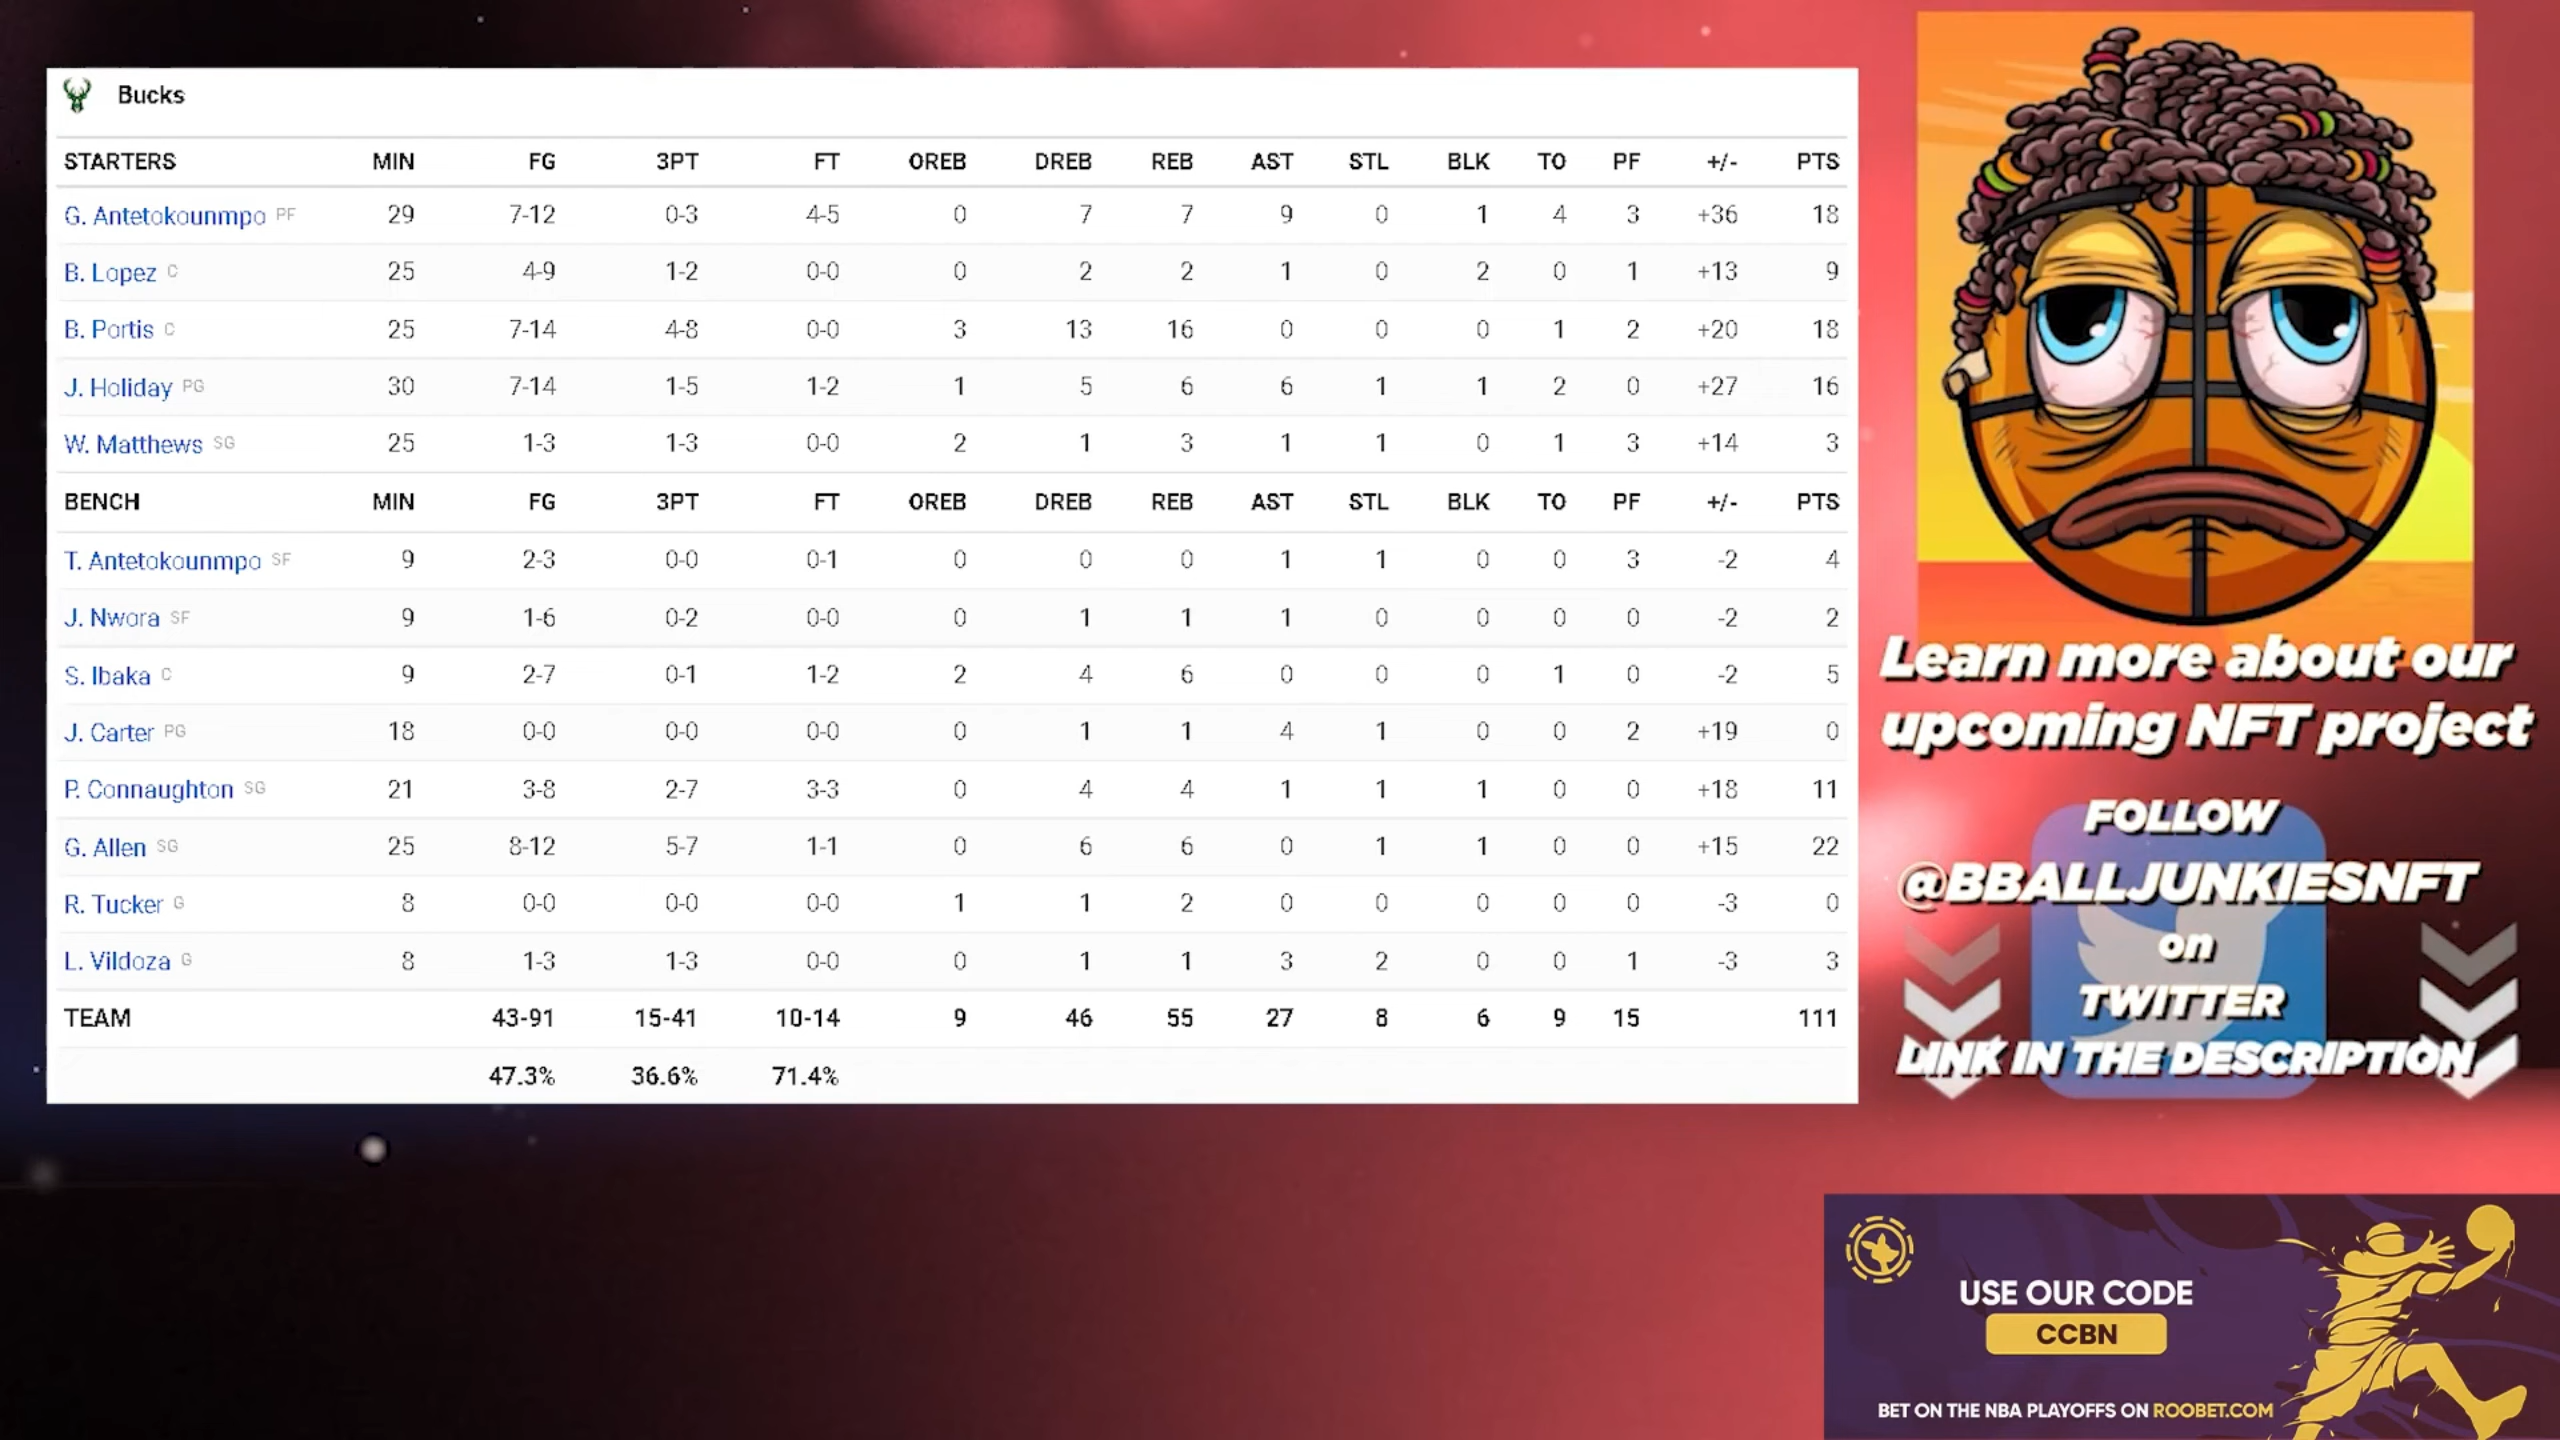 Bucks
STARTERS MIN FG 3PT FT OREB DREB REB AST STL BLK TO PF +/- PTS
G. Antetokounmpo PF 29 7-12 0-3 4-5 0 7 7 9 0 1 4 3 +36 18
B. Lopez C 25 4-9 1-2 0-0 0 2 2 1 0 2 0 1 +13 9
B. Portis C 25 7-14 4-8 0-0 3 13 16 0 0 0 1 2 +20 18
J. Holiday PG 30 7-14 1-5 1-2 1 5 6 6 1 1 2 0 +27 16
W. Matthews SG 25 1-3 1-3 0-0 2 1 3 1 1 0 1 3 +14 3
BENCH MIN FG 3PT FT OREB DREB REB AST STL BLK TO PF +/- PTS
T. Antetokounmpo SF 9 2-3 0-0 0-1 0 0 0 1 1 0 0 3 -2 4
J. Nwora SF 9 1-6 0-2 0-0 0 1 1 1 0 0 0 0 -2 2
S. Ibaka C 9 2-7 0-1 1-2 2 4 6 0 0 0 1 0 -2 5
J. Carter PG 18 0-0 0-0 0-0 0 1 1 4 1 0 0 2 +19 0
P. Connaughton SG 21 3-8 2-7 3-3 0 4 4 1 1 1 0 0 +18 11
G. Allen SG 25 8-12 5-7 1-1 0 6 6 0 1 1 0 0 +15 22
R. Tucker G 8 0-0 0-0 0-0 1 1 2 0 0 0 0 0 -3 0
L. Vildoza G 8 1-3 1-3 0-0 0 1 1 3 2 0 0 1 -3 3
TEAM 43-91 15-41 10-14 9 46 55 27 8 6 9 15 111
47.3% 36.6% 71.4%
Learn more about our
upcoming NFT project
FOLLOW
@BBALLJUNKIESNFT
on
TWITTER
LINK IN THE DESCRIPTION
USE OUR CODE
CCBN
BET ON THE NBA PLAYOFFS ON ROOBET.COM